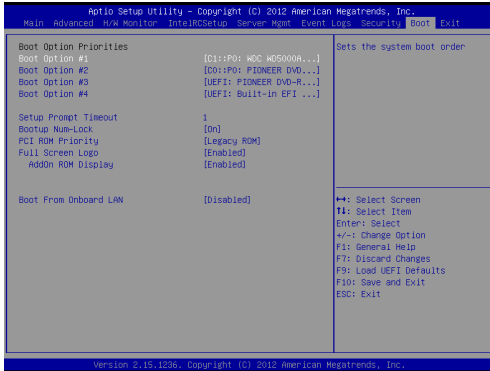 Aptio Setup Utility – Copyright (C) 2012 American Megatrends, Inc.
Main Advanced H/W Monitor IntelRCSetup Server Mgmt Event Logs Security Boot Exit
Boot Option Priorities
Boot Option #1 [C1::P0: WDC WD5000A...]
Boot Option #2 [C0::P0: PIONEER DVD...]
Boot Option #3 [UEFI: PIONEER DVD-R...]
Boot Option #4 [UEFI: Built-in EFI ...]
Setup Prompt Timeout 1
Bootup Num-Lock [On]
PCI ROM Priority [Legacy ROM]
Full Screen Logo [Enabled]
AddOn ROM Display [Enabled]
Boot From Onboard LAN [Disabled]
Sets the system boot order
↔: Select Screen
↑↓: Select Item
Enter: Select
+/-: Change Option
F1: General Help
F7: Discard Changes
F9: Load UEFI Defaults
F10: Save and Exit
ESC: Exit
Version 2.15.1236. Copyright (C) 2012 American Megatrends, Inc.